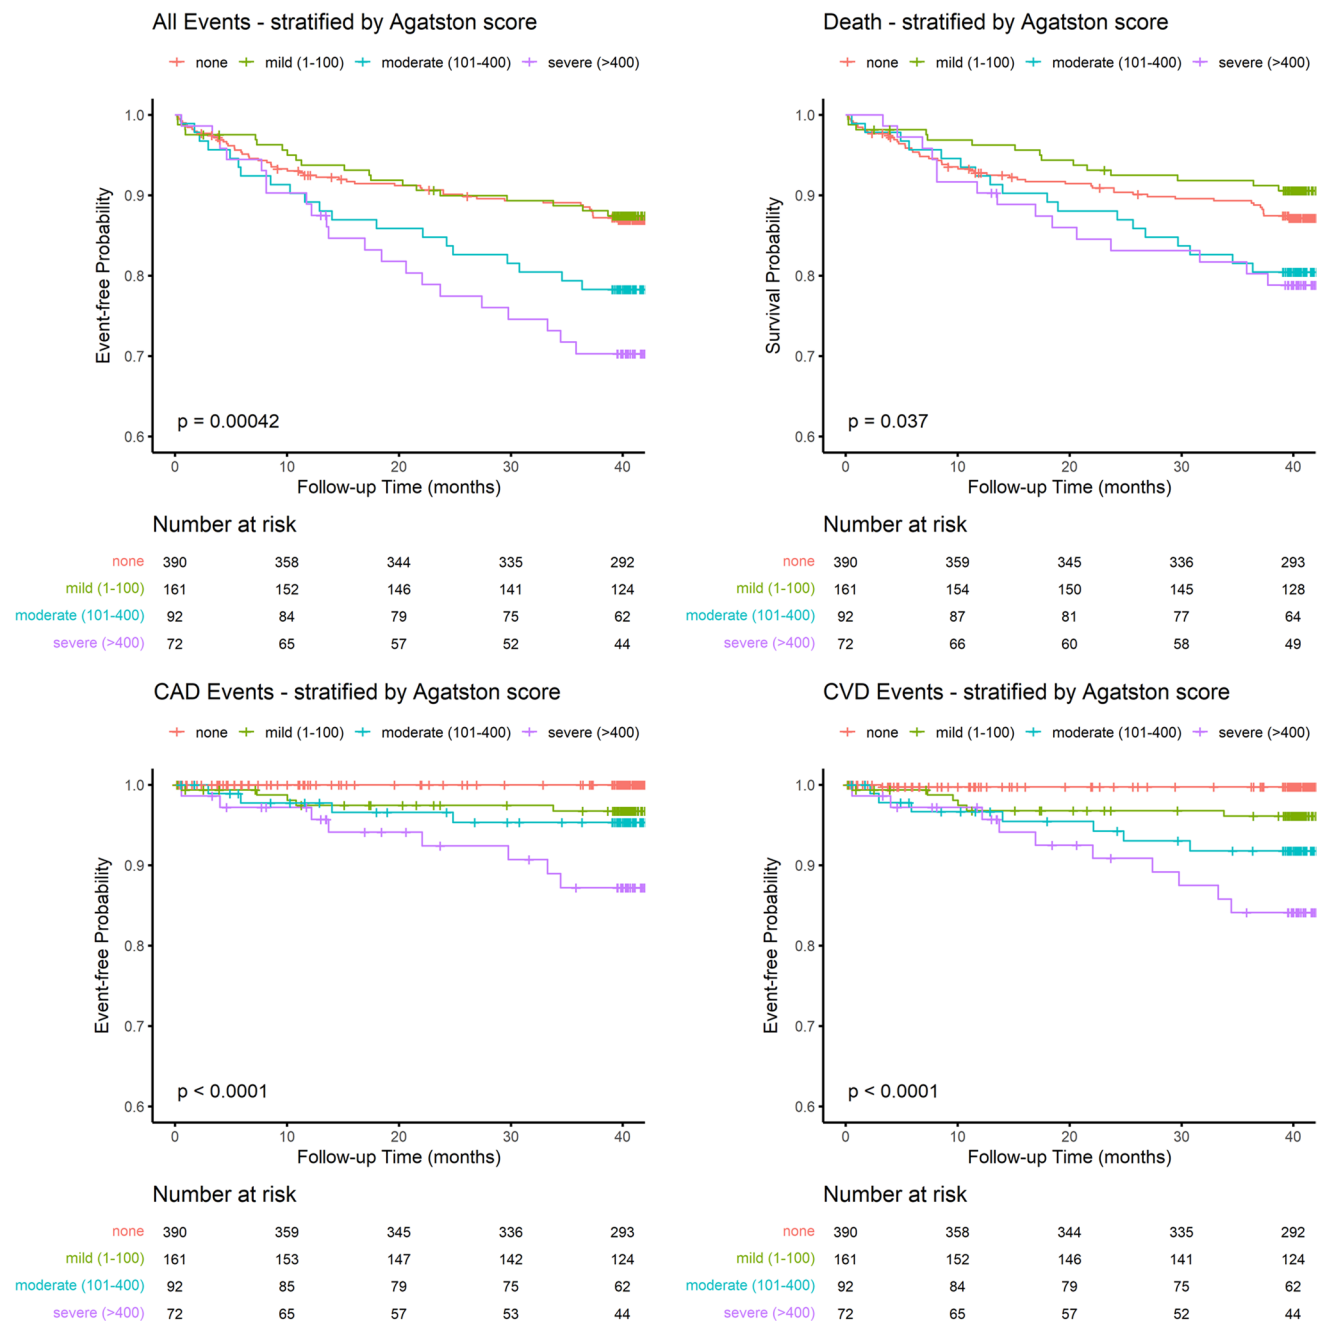 All Events - stratified by Agatston score
none mild (1-100) moderate (101-400) severe (>400)
1.0
0.9
0.8
0.7
0.6
Event-free Probability
p = 0.00042
0 10 20 30 40
Follow-up Time (months)
Number at risk
none 390 358 344 335 292
mild (1-100) 161 152 146 141 124
moderate (101-400) 92 84 79 75 62
severe (>400) 72 65 57 52 44
Death - stratified by Agatston score
none mild (1-100) moderate (101-400) severe (>400)
1.0
0.9
0.8
0.7
0.6
Survival Probability
p = 0.037
0 10 20 30 40
Follow-up Time (months)
Number at risk
none 390 359 345 336 293
mild (1-100) 161 154 150 145 128
moderate (101-400) 92 87 81 77 64
severe (>400) 72 66 60 58 49
CAD Events - stratified by Agatston score
none mild (1-100) moderate (101-400) severe (>400)
1.0
0.9
0.8
0.7
0.6
Event-free Probability
p < 0.0001
0 10 20 30 40
Follow-up Time (months)
Number at risk
none 390 359 345 336 293
mild (1-100) 161 153 147 142 124
moderate (101-400) 92 85 79 75 62
severe (>400) 72 65 57 53 44
CVD Events - stratified by Agatston score
none mild (1-100) moderate (101-400) severe (>400)
1.0
0.9
0.8
0.7
0.6
Event-free Probability
p < 0.0001
0 10 20 30 40
Follow-up Time (months)
Number at risk
none 390 358 344 335 292
mild (1-100) 161 152 146 141 124
moderate (101-400) 92 84 79 75 62
severe (>400) 72 65 57 52 44